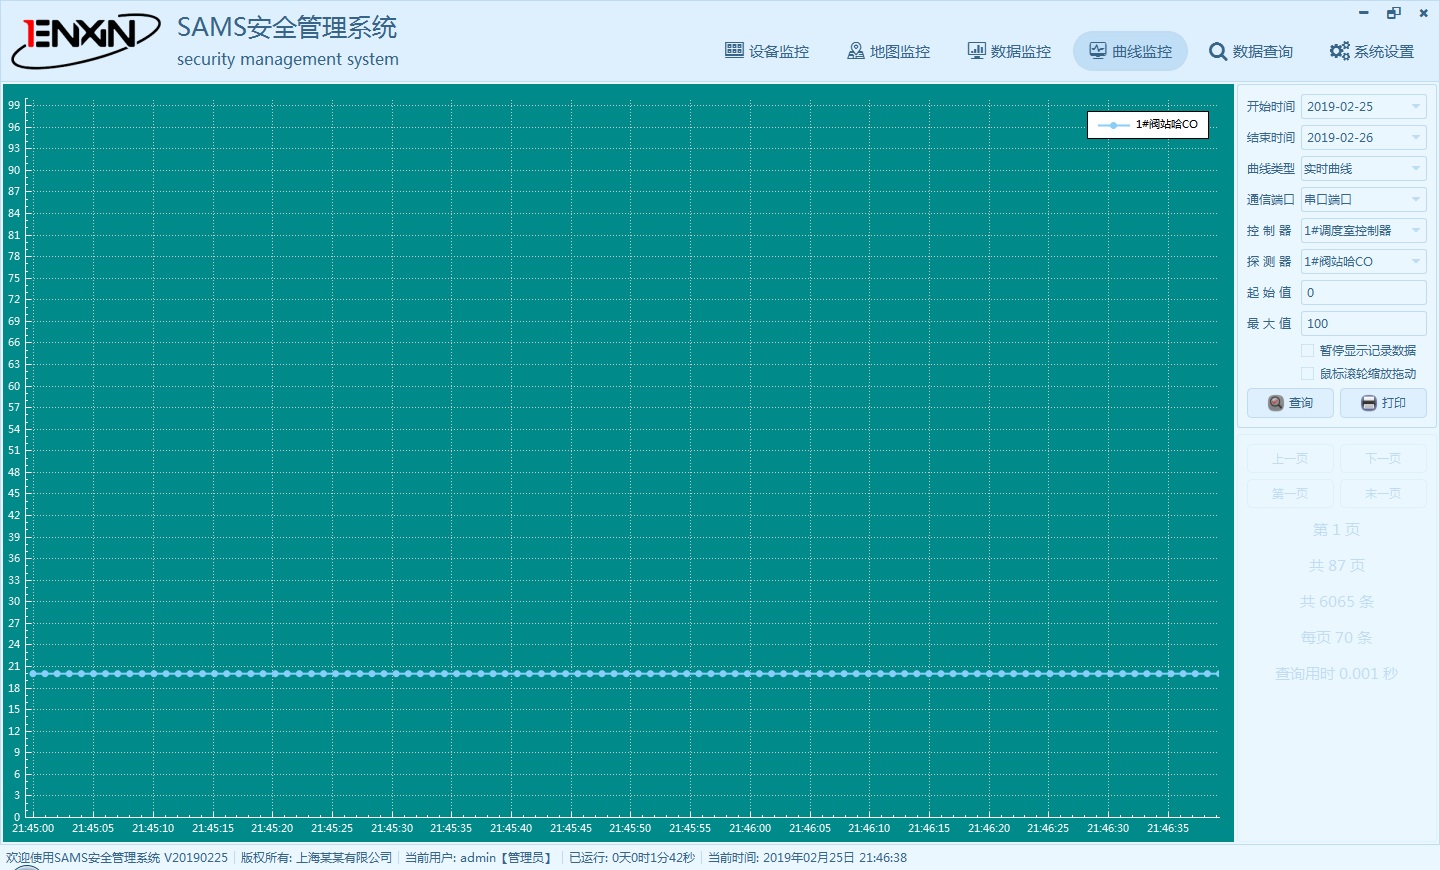 1ENXIN
SAMS安全管理系统
security management system
设备监控
地图监控
数据监控
曲线监控
数据查询
系统设置
99
96
93
90
87
84
81
78
75
72
69
66
63
60
57
54
51
48
45
42
39
36
33
30
27
24
21
18
15
12
9
6
3
0
1#阀站哈CO
21:45:00 21:45:05 21:45:10 21:45:15 21:45:20 21:45:25 21:45:30 21:45:35 21:45:40 21:45:45 21:45:50 21:45:55 21:46:00 21:46:05 21:46:10 21:46:15 21:46:20 21:46:25 21:46:30 21:46:35
开始时间 2019-02-25
结束时间 2019-02-26
曲线类型 实时曲线
通信端口 串口端口
控 制 器 1#调度室控制器
探 测 器 1#阀站哈CO
起 始 值 0
最 大 值 100
暂停显示记录数据
鼠标滚轮缩放拖动
查询 打印
上一页 下一页
第一页 末一页
第 1 页
共 87 页
共 6065 条
每页 70 条
查询用时 0.001 秒
欢迎使用SAMS安全管理系统 V20190225 版权所有: 上海某某有限公司 当前用户: admin【管理员】 已运行: 0天0时1分42秒 当前时间: 2019年02月25日 21:46:38